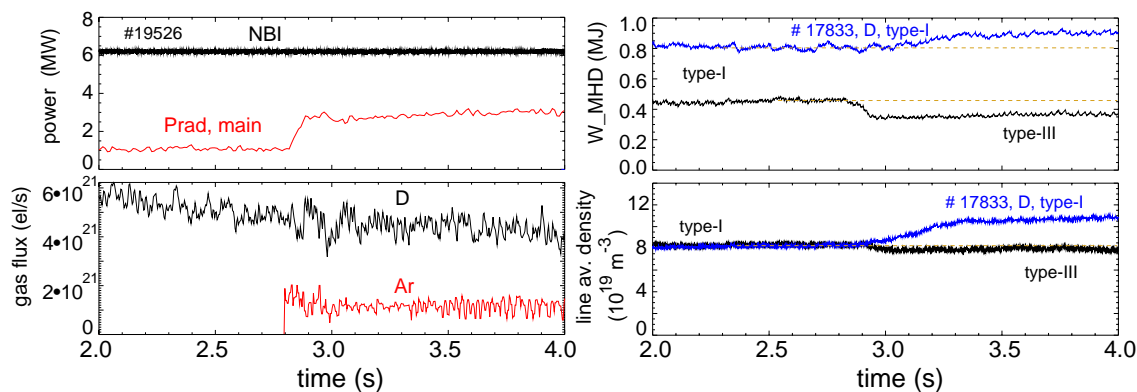 #19526
NBI
power (MW)
8
6
4
2
0
Prad, main
gas flux (el/s)
6•10 21
4•10 21
2•10 21
0
D
Ar
2.0 2.5 3.0 3.5 4.0
time (s)
W_MHD (MJ)
1.0
0.8
0.6
0.4
0.2
0.0
# 17833, D, type-I
type-I
type-III
line av. density
(10 19 m -3)
12
8
4
0
# 17833, D, type-I
type-I
type-III
2.0 2.5 3.0 3.5 4.0
time (s)